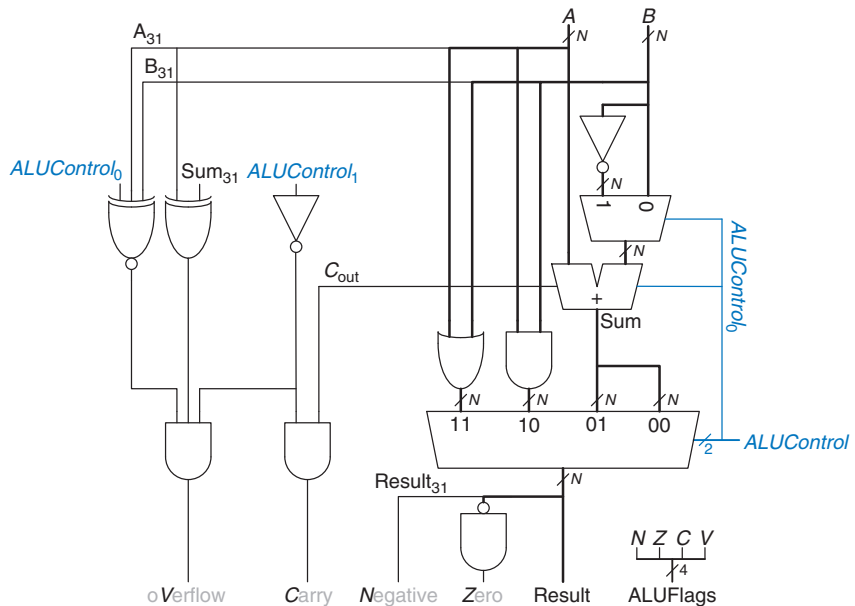 A B
N N
A31
B31
ALUControl0 Sum31 ALUControl1
N
1 0
N
ALUControl0
Cout
+
Sum
N N N N
11 10 01 00
2 ALUControl
Result31 N
N Z C V
4
oVerflow Carry Negative Zero Result ALUFlags